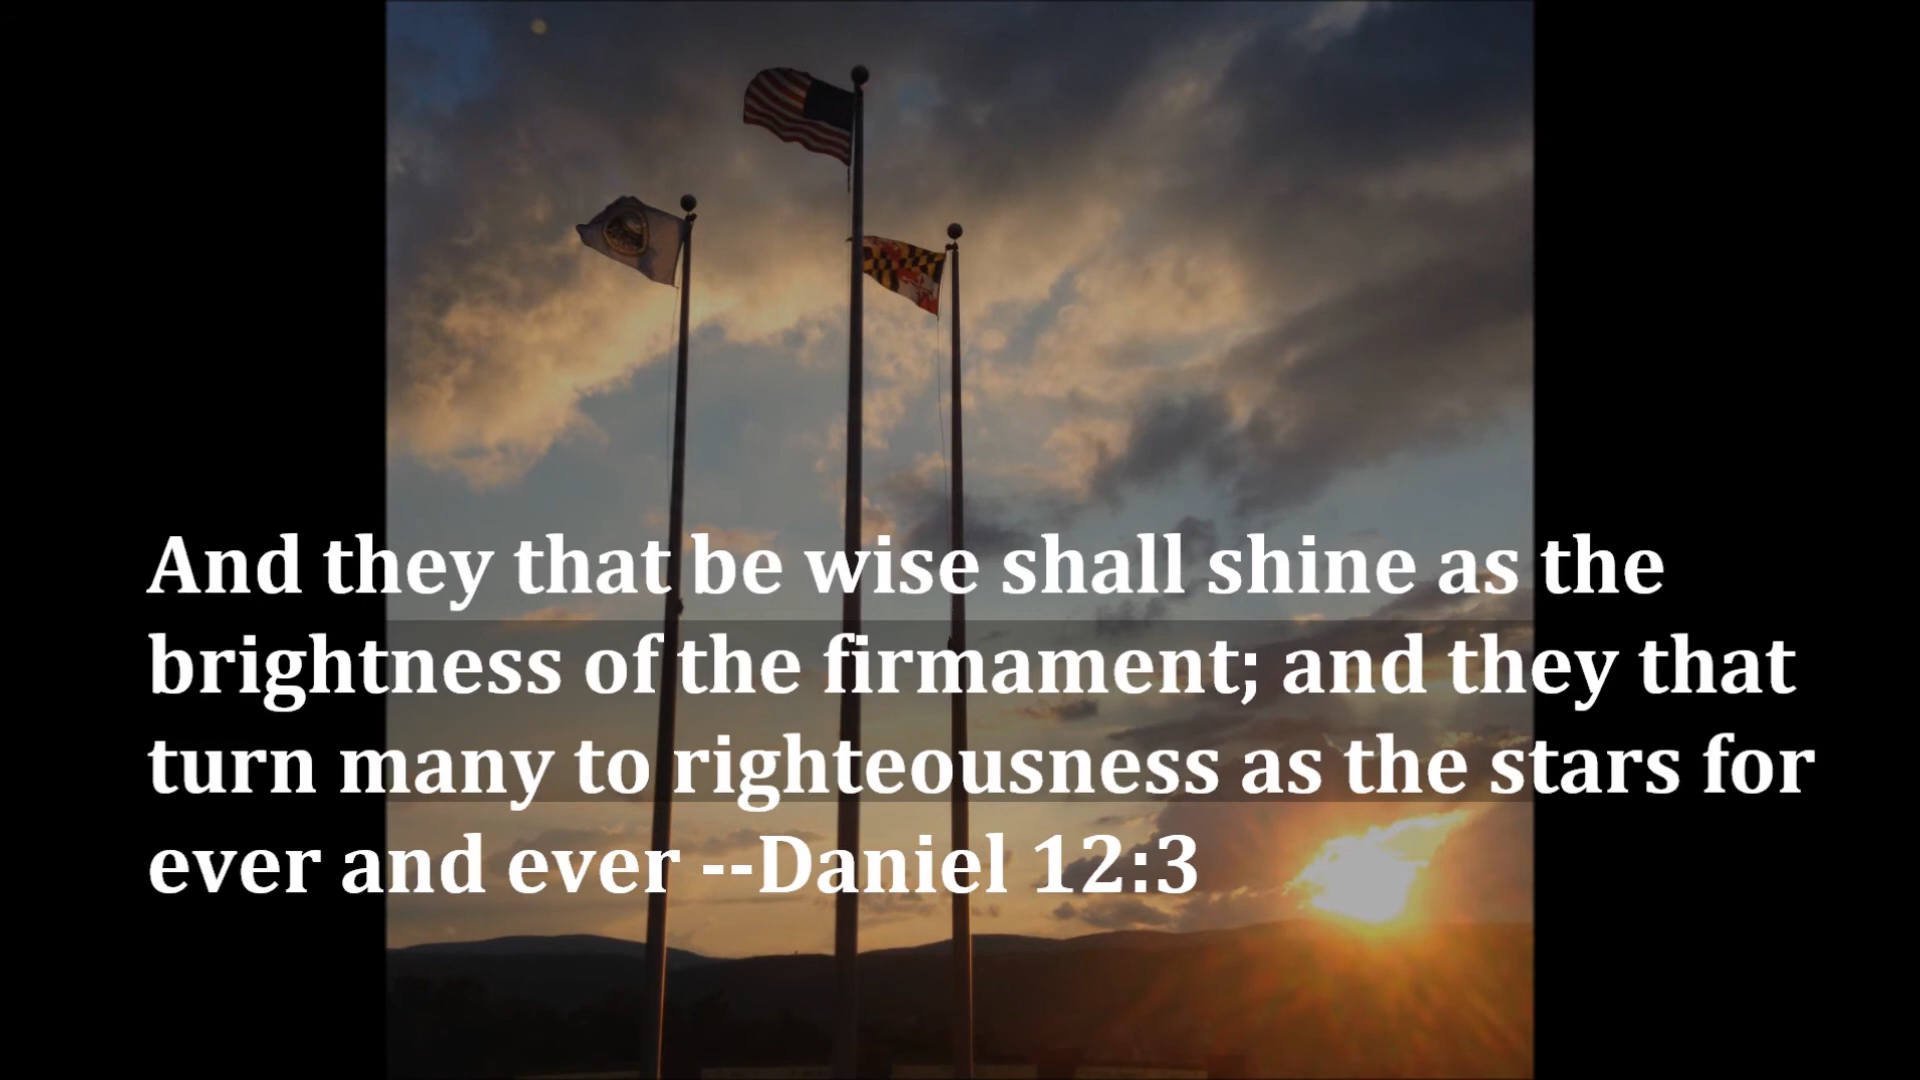 And they that be wise shall shine as the
brightness of the firmament; and they that
turn many to righteousness as the stars for
ever and ever --Daniel 12:3